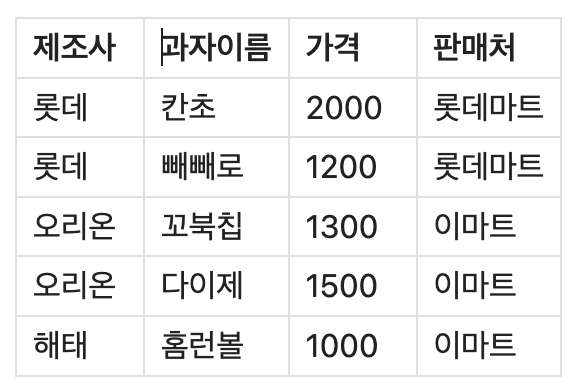 제조사 과자이름 가격 판매처
롯데 칸초 2000 롯데마트
롯데 빼빼로 1200 롯데마트
오리온 꼬북칩 1300 이마트
오리온 다이제 1500 이마트
해태 홈런볼 1000 이마트